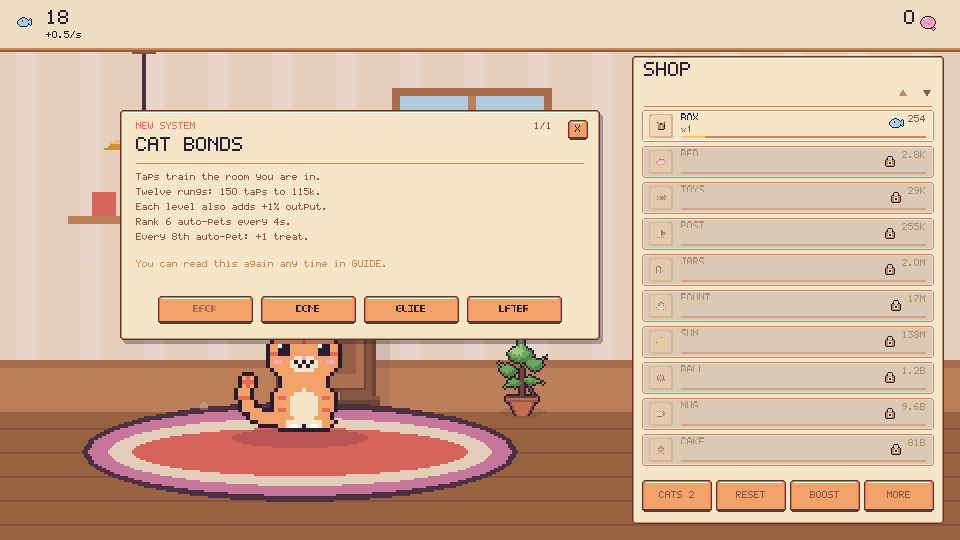 18
+0.5/s
0
SHOP
BOX
x1
254
BED
2.8K
TOYS
29K
POST
255K
JARS
2.0M
FOUNT
17M
SUN
138M
BALL
1.2B
MUG
9.6B
CAKE
81B
CATS 2
RESET
BOOST
MORE
NEW SYSTEM
1/1
X
CAT BONDS
Taps train the room you are in.
Twelve rungs: 150 taps to 115k.
Each level also adds +1% output.
Rank 6 auto-pets every 4s.
Every 8th auto-pet: +1 treat.
You can read this again any time in GUIDE.
BACK
DONE
GUIDE
LATER